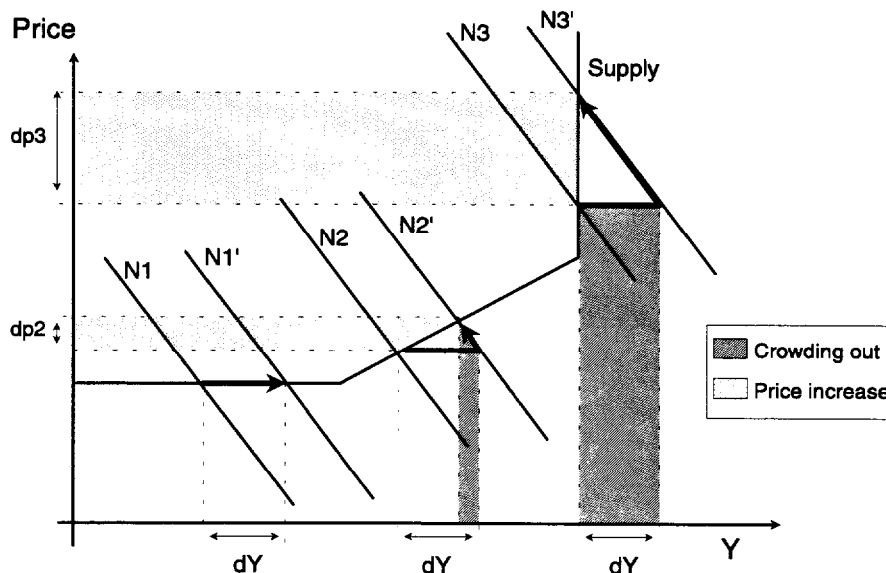 Price
N3
N3'
Supply
dp3
N1
N1'
N2
N2'
dp2
Crowding out
Price increase
dY
dY
dY
Y